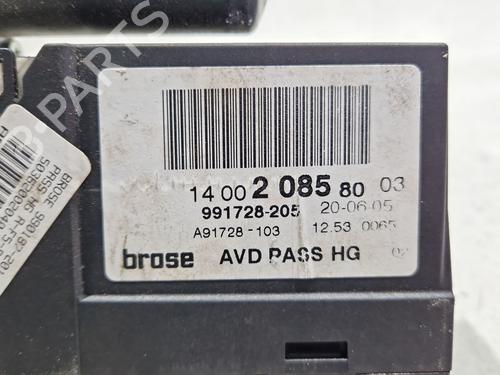 14 00 2 085 80 03
991728-205 20-06-05
A91728-103 12.53 0065
brose AVD PASS HG 02
B-PARTS